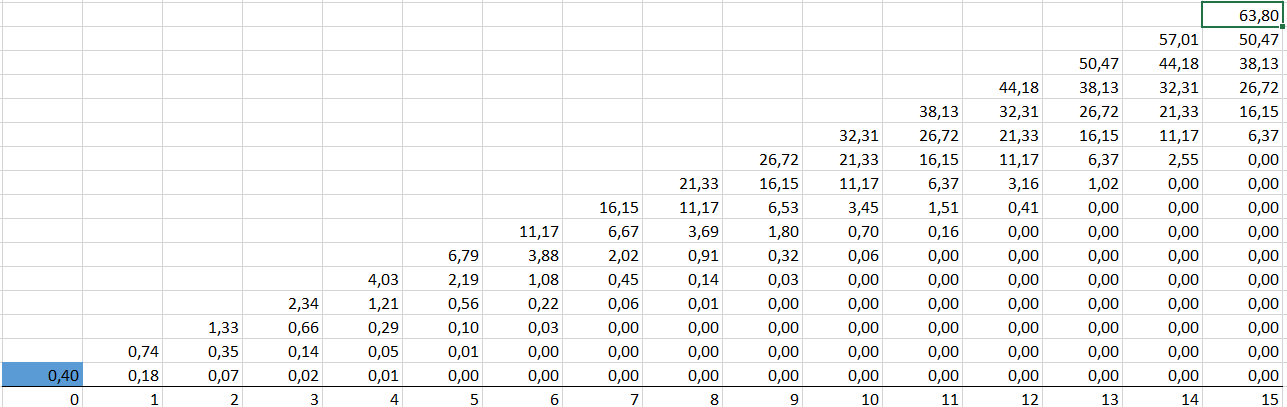 63,80
57,01 50,47
50,47 44,18 38,13
44,18 38,13 32,31 26,72
38,13 32,31 26,72 21,33 16,15
32,31 26,72 21,33 16,15 11,17 6,37
26,72 21,33 16,15 11,17 6,37 2,55 0,00
21,33 16,15 11,17 6,37 3,16 1,02 0,00 0,00
16,15 11,17 6,53 3,45 1,51 0,41 0,00 0,00 0,00
11,17 6,67 3,69 1,80 0,70 0,16 0,00 0,00 0,00 0,00
6,79 3,88 2,02 0,91 0,32 0,06 0,00 0,00 0,00 0,00 0,00
4,03 2,19 1,08 0,45 0,14 0,03 0,00 0,00 0,00 0,00 0,00 0,00
2,34 1,21 0,56 0,22 0,06 0,01 0,00 0,00 0,00 0,00 0,00 0,00 0,00
1,33 0,66 0,29 0,10 0,03 0,00 0,00 0,00 0,00 0,00 0,00 0,00 0,00 0,00
0,74 0,35 0,14 0,05 0,01 0,00 0,00 0,00 0,00 0,00 0,00 0,00 0,00 0,00 0,00
0,40 0,18 0,07 0,02 0,01 0,00 0,00 0,00 0,00 0,00 0,00 0,00 0,00 0,00 0,00 0,00
0 1 2 3 4 5 6 7 8 9 10 11 12 13 14 15